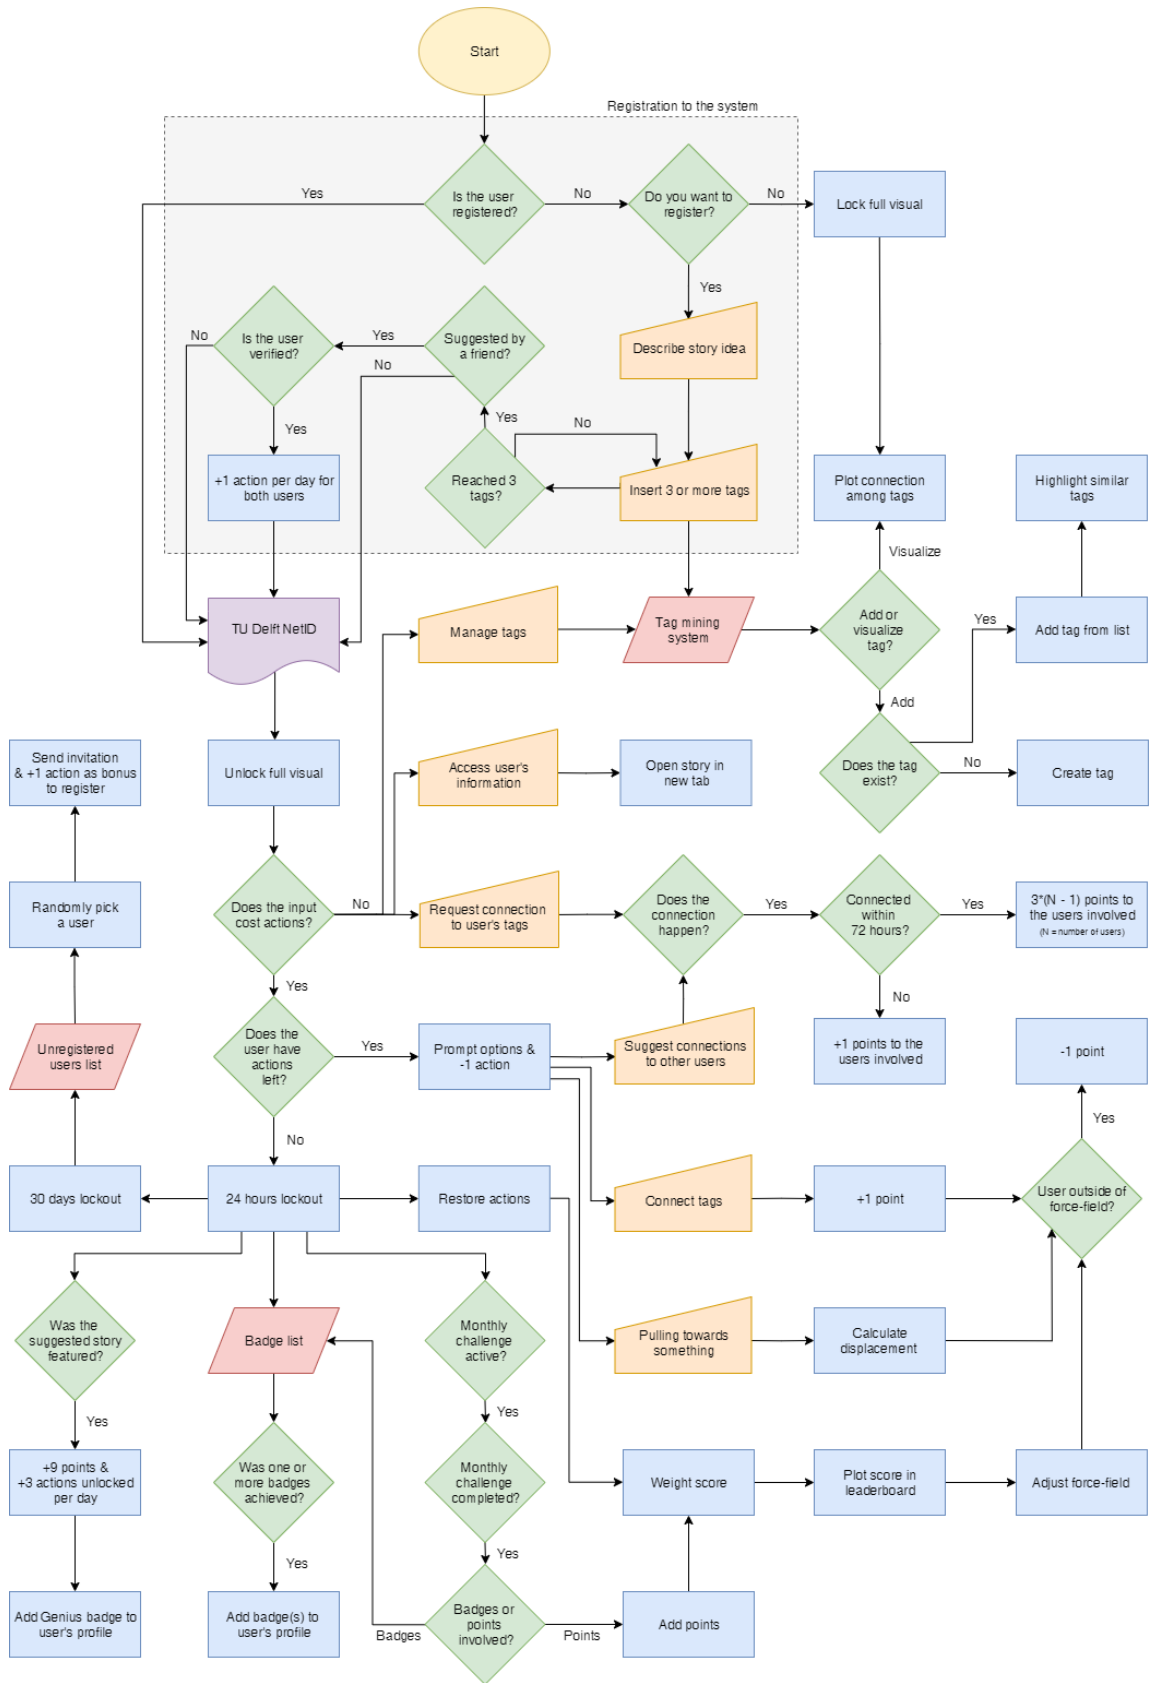 Start
Registration to the system
Is the user
registered?
Yes
No
Do you want to
register?
No
Lock full visual
Yes
Describe story idea
Suggested by
a friend?
Yes
No
Is the user
verified?
No
Yes
+1 action per day for
both users
Reached 3
tags?
Yes
No
Insert 3 or more tags
Plot connection
among tags
Highlight similar
tags
Visualize
TU Delft NetID
Manage tags
Tag mining
system
Add or
visualize
tag?
Yes
Add tag from list
Add
Send invitation
& +1 action as bonus
to register
Unlock full visual
Access user's
information
Open story in
new tab
Does the tag
exist?
No
Create tag
Randomly pick
a user
Does the input
cost actions?
No
Request connection
to user's tags
Does the
connection
happen?
Yes
Connected
within
72 hours?
Yes
3*(N - 1) points to
the users involved
(N = number of users)
Yes
No
Unregistered
users list
Does the
user have
actions
left?
Yes
Prompt options &
-1 action
Suggest connections
to other users
+1 points to the
users involved
-1 point
No
Yes
30 days lockout
24 hours lockout
Restore actions
Connect tags
+1 point
User outside of
force-field?
Was the
suggested story
featured?
Badge list
Monthly
challenge
active?
Pulling towards
something
Calculate
displacement
Yes
Yes
+9 points &
+3 actions unlocked
per day
Was one or
more badges
achieved?
Monthly
challenge
completed?
Weight score
Plot score in
leaderboard
Adjust force-field
Yes
Yes
Add Genius badge to
user's profile
Add badge(s) to
user's profile
Badges
Badges or
points
involved?
Points
Add points